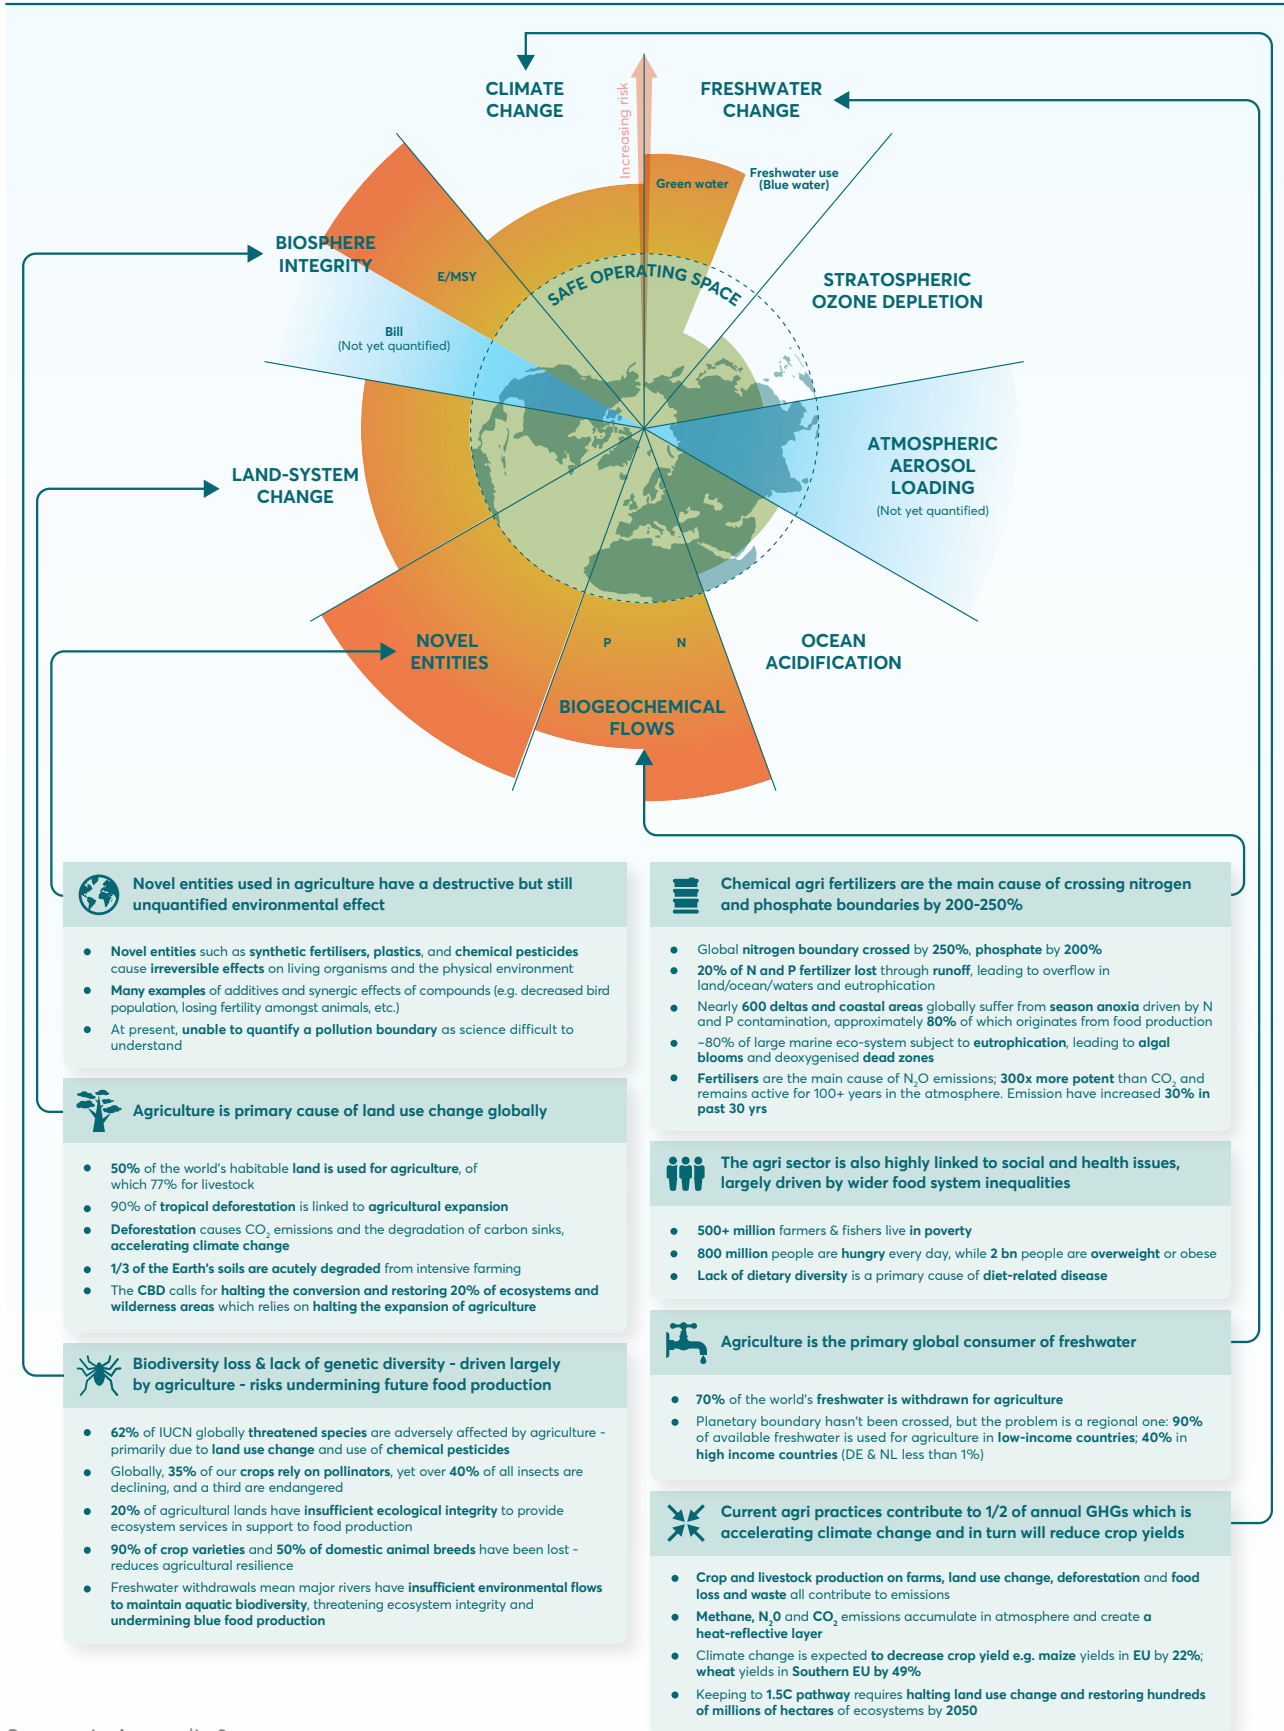 CLIMATE
CHANGE
Increasing risk
FRESHWATER
CHANGE
Green water
Freshwater use
(Blue water)
BIOSPHERE
INTEGRITY
E/MSY
SAFE OPERATING SPACE
STRATOSPHERIC
OZONE DEPLETION
Bill
(Not yet quantified)
ATMOSPHERIC
AEROSOL
LOADING
(Not yet quantified)
LAND-SYSTEM
CHANGE
NOVEL
ENTITIES
P
N
OCEAN
ACIDIFICATION
BIOGEOCHEMICAL
FLOWS
Novel entities used in agriculture have a destructive but still
unquantified environmental effect
Novel entities such as synthetic fertilisers, plastics, and chemical pesticides
cause irreversible effects on living organisms and the physical environment
Many examples of additives and synergic effects of compounds (e.g. decreased bird
population, losing fertility amongst animals, etc.)
At present, unable to quantify a pollution boundary as science difficult to
understand
Agriculture is primary cause of land use change globally
50% of the world's habitable land is used for agriculture, of
which 77% for livestock
90% of tropical deforestation is linked to agricultural expansion
Deforestation causes CO2 emissions and the degradation of carbon sinks,
accelerating climate change
1/3 of the Earth's soils are acutely degraded from intensive farming
The CBD calls for halting the conversion and restoring 20% of ecosystems and
wilderness areas which relies on halting the expansion of agriculture
Biodiversity loss & lack of genetic diversity - driven largely
by agriculture - risks undermining future food production
62% of IUCN globally threatened species are adversely affected by agriculture -
primarily due to land use change and use of chemical pesticides
Globally, 35% of our crops rely on pollinators, yet over 40% of all insects are
declining, and a third are endangered
20% of agricultural lands have insufficient ecological integrity to provide
ecosystem services in support to food production
90% of crop varieties and 50% of domestic animal breeds have been lost -
reduces agricultural resilience
Freshwater withdrawals mean major rivers have insufficient environmental flows
to maintain aquatic biodiversity, threatening ecosystem integrity and
undermining blue food production
Chemical agri fertilizers are the main cause of crossing nitrogen
and phosphate boundaries by 200-250%
Global nitrogen boundary crossed by 250%, phosphate by 200%
20% of N and P fertilizer lost through runoff, leading to overflow in
land/ocean/waters and eutrophication
Nearly 600 deltas and coastal areas globally suffer from season anoxia driven by N
and P contamination, approximately 80% of which originates from food production
~80% of large marine eco-system subject to eutrophication, leading to algal
blooms and deoxygenised dead zones
Fertilisers are the main cause of N2O emissions; 300x more potent than CO2 and
remains active for 100+ years in the atmosphere. Emission have increased 30% in
past 30 yrs
The agri sector is also highly linked to social and health issues,
largely driven by wider food system inequalities
500+ million farmers & fishers live in poverty
800 million people are hungry every day, while 2 bn people are overweight or obese
Lack of dietary diversity is a primary cause of diet-related disease
Agriculture is the primary global consumer of freshwater
70% of the world's freshwater is withdrawn for agriculture
Planetary boundary hasn't been crossed, but the problem is a regional one: 90%
of available freshwater is used for agriculture in low-income countries; 40% in
high income countries (DE & NL less than 1%)
Current agri practices contribute to 1/2 of annual GHGs which is
accelerating climate change and in turn will reduce crop yields
Crop and livestock production on farms, land use change, deforestation and food
loss and waste all contribute to emissions
Methane, N20 and CO2 emissions accumulate in atmosphere and create a
heat-reflective layer
Climate change is expected to decrease crop yield e.g. maize yields in EU by 22%;
wheat yields in Southern EU by 49%
Keeping to 1.5C pathway requires halting land use change and restoring hundreds
of millions of hectares of ecosystems by 2050